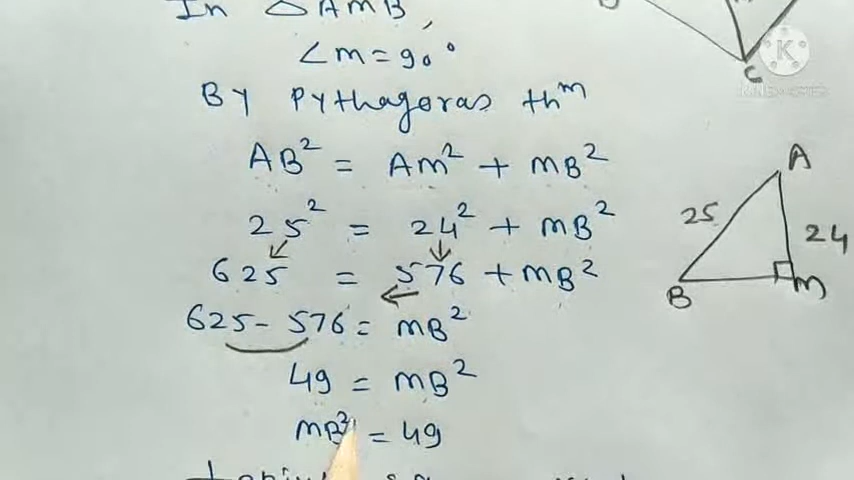 In △AMB,
∠m = 90°
By Pythagoras thm
AB² = Am² + mB²
25² = 24² + mB²
625 = 576 + mB²
625 - 576 = mB²
49 = mB²
mB² = 49
C
K
KINEMASTER
A
25
24
B
m